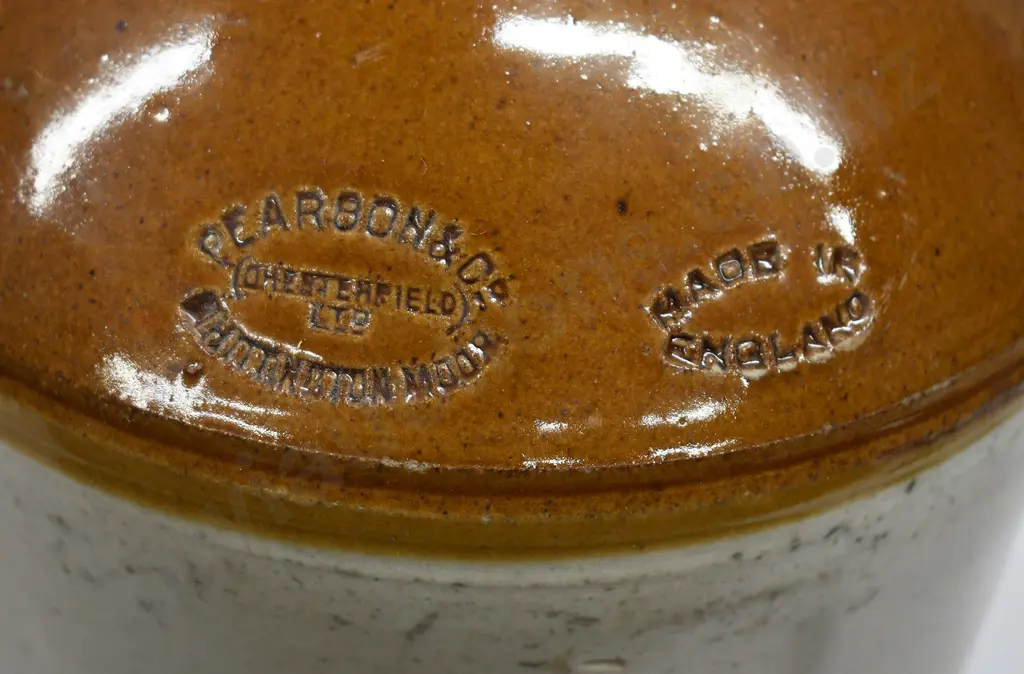 PEARSON & Co
(CHESTERFIELD)
LTD
WHITTINGTON MOOR
MADE IN
ENGLAND